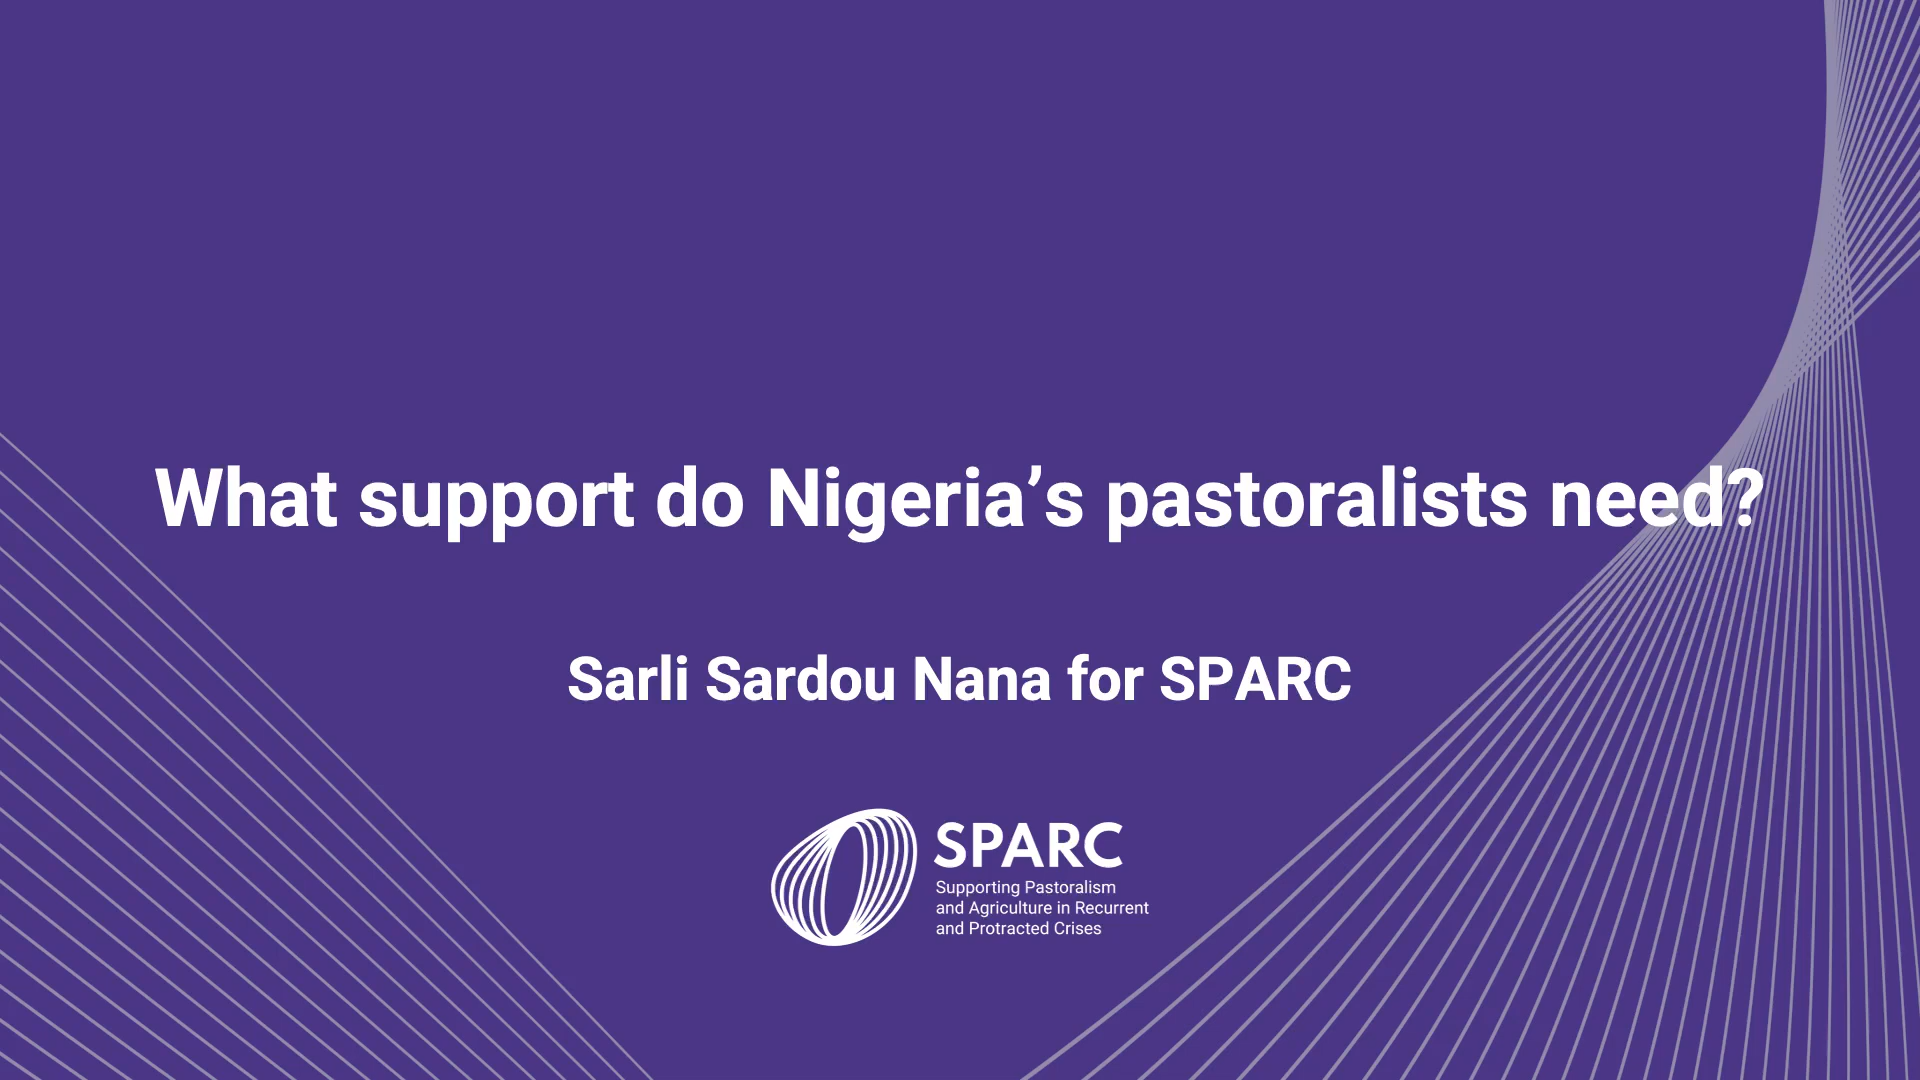 What support do Nigeria’s pastoralists need?
Sarli Sardou Nana for SPARC
SPARC
Supporting Pastoralism
and Agriculture in Recurrent
and Protracted Crises